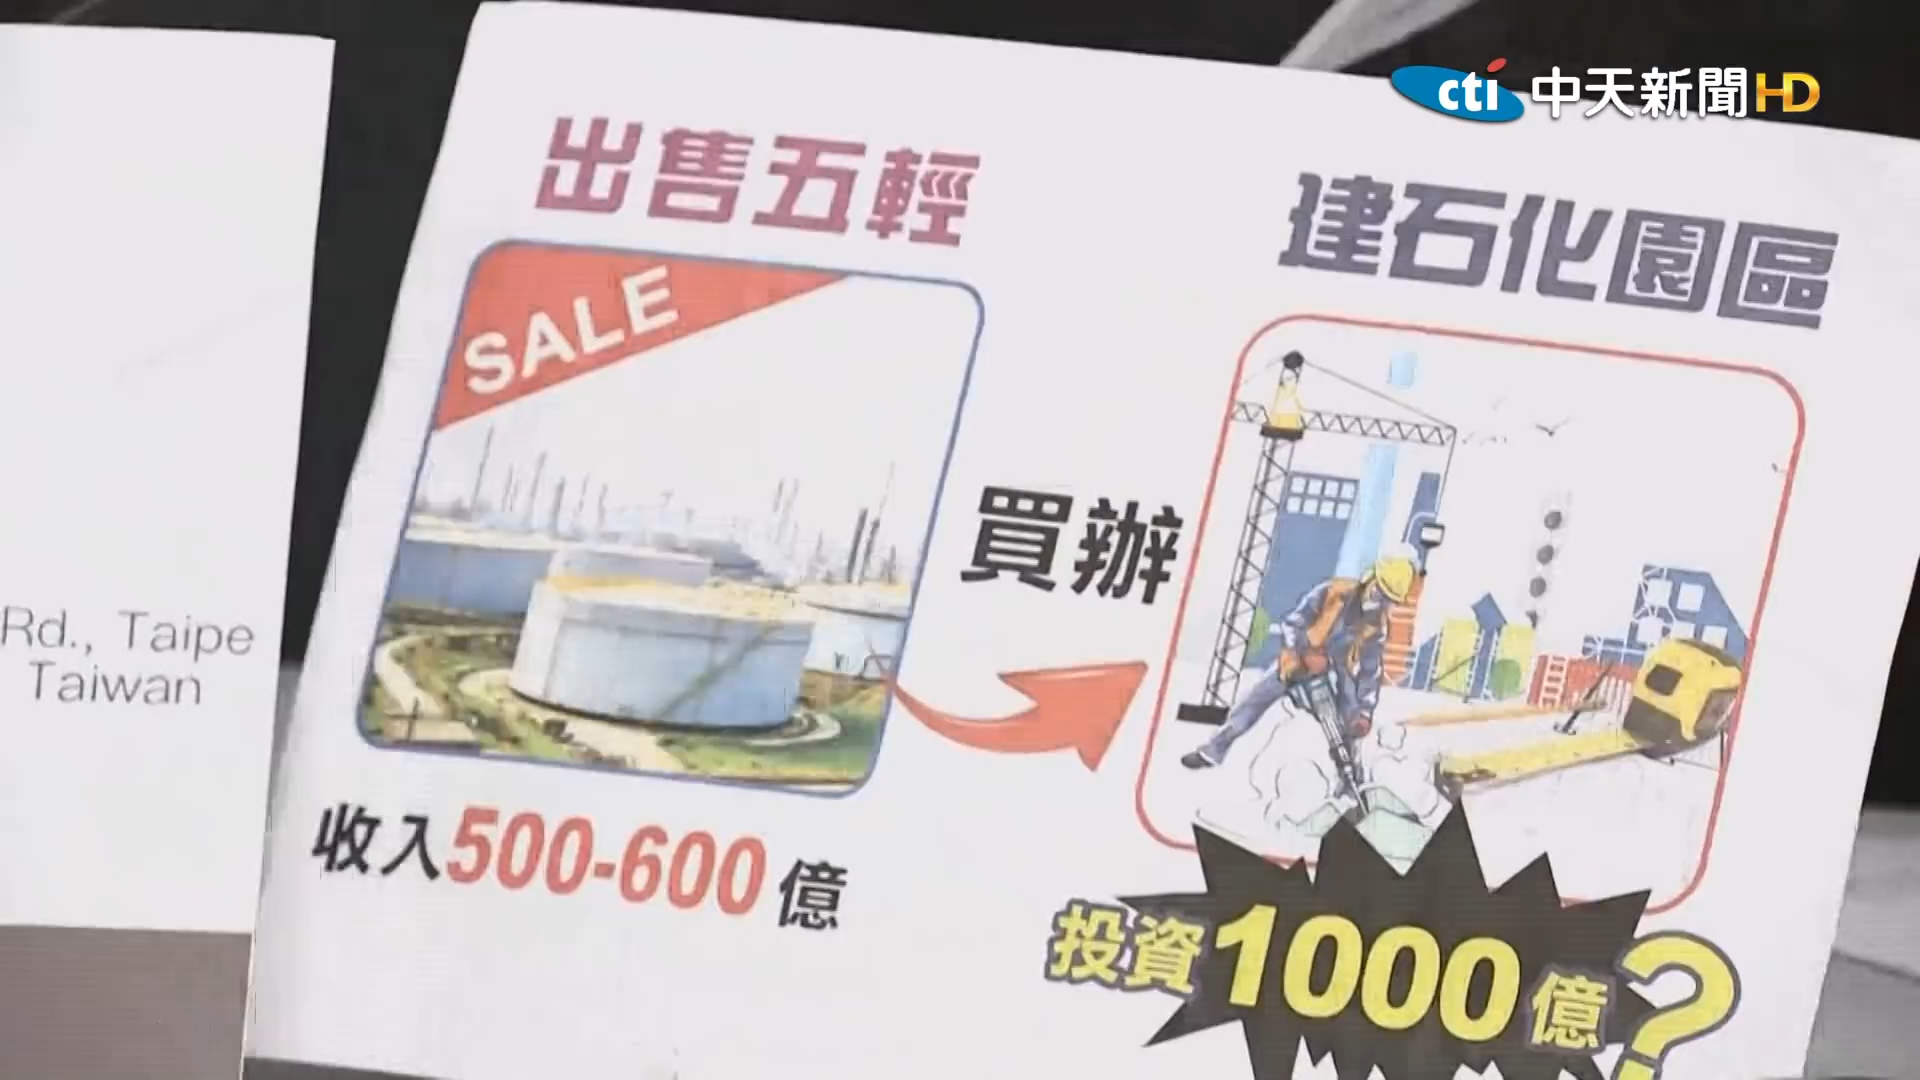 cti 中天新聞HD
出售五輕
建石化園區
SALE
買辦
Rd., Taipe
Taiwan
收入500-600億
投資1000億?